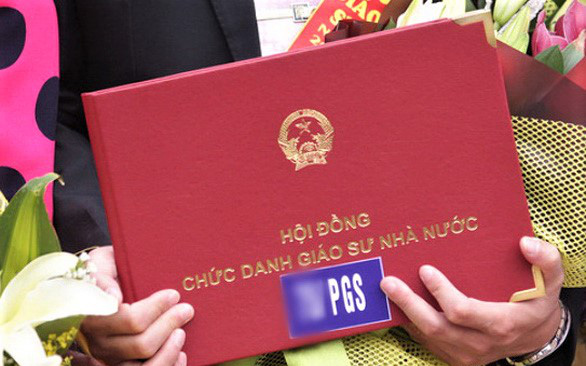 HỘI ĐỒNG
CHỨC DANH GIÁO SƯ NHÀ NƯỚC
PGS